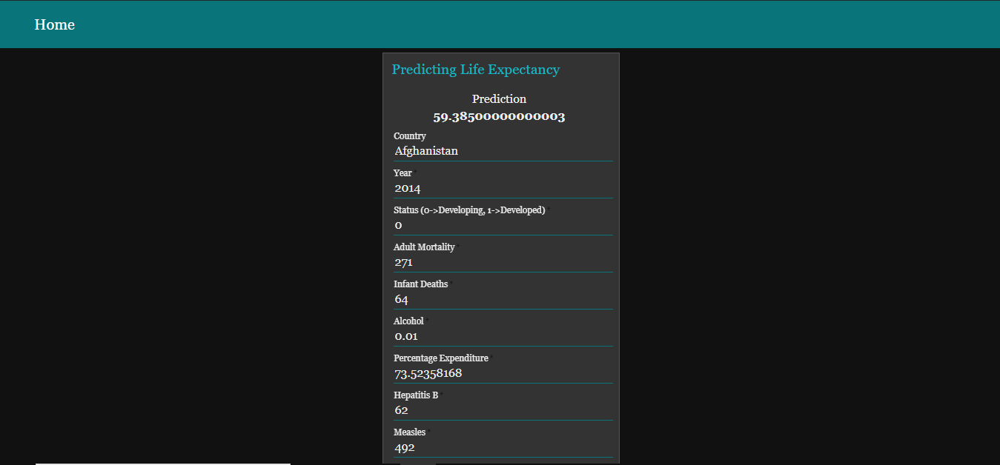 Home
Predicting Life Expectancy
Prediction
59.38500000000003
Country
Afghanistan
Year *
2014
Status (0->Developing, 1->Developed) *
0
Adult Mortality *
271
Infant Deaths *
64
Alcohol *
0.01
Percentage Expenditure *
73.52358168
Hepatitis B *
62
Measles *
492